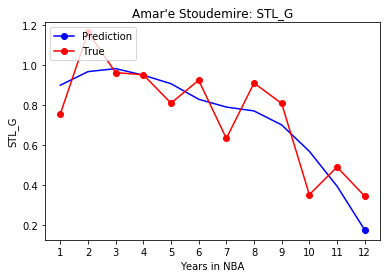 Amar'e Stoudemire: STL_G
Prediction
True
1.2
1.0
0.8
0.6
0.4
0.2
STL_G
1 2 3 4 5 6 7 8 9 10 11 12
Years in NBA